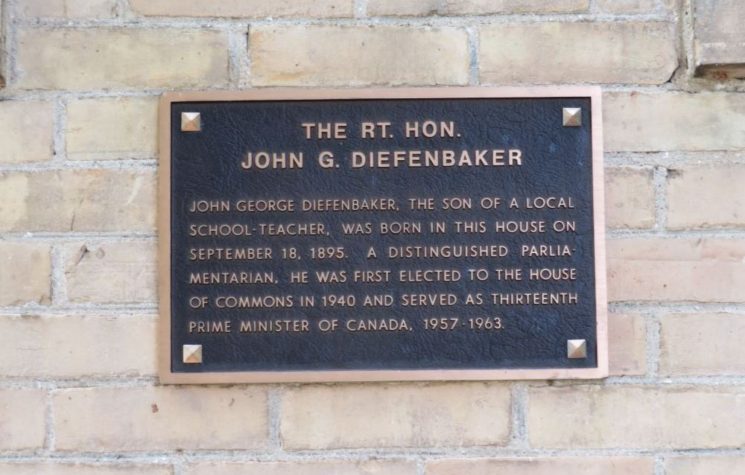 THE RT. HON.
JOHN G. DIEFENBAKER
JOHN GEORGE DIEFENBAKER, THE SON OF A LOCAL
SCHOOL-TEACHER, WAS BORN IN THIS HOUSE ON
SEPTEMBER 18, 1895. A DISTINGUISHED PARLIA-
MENTARIAN, HE WAS FIRST ELECTED TO THE HOUSE
OF COMMONS IN 1940 AND SERVED AS THIRTEENTH
PRIME MINISTER OF CANADA, 1957-1963.